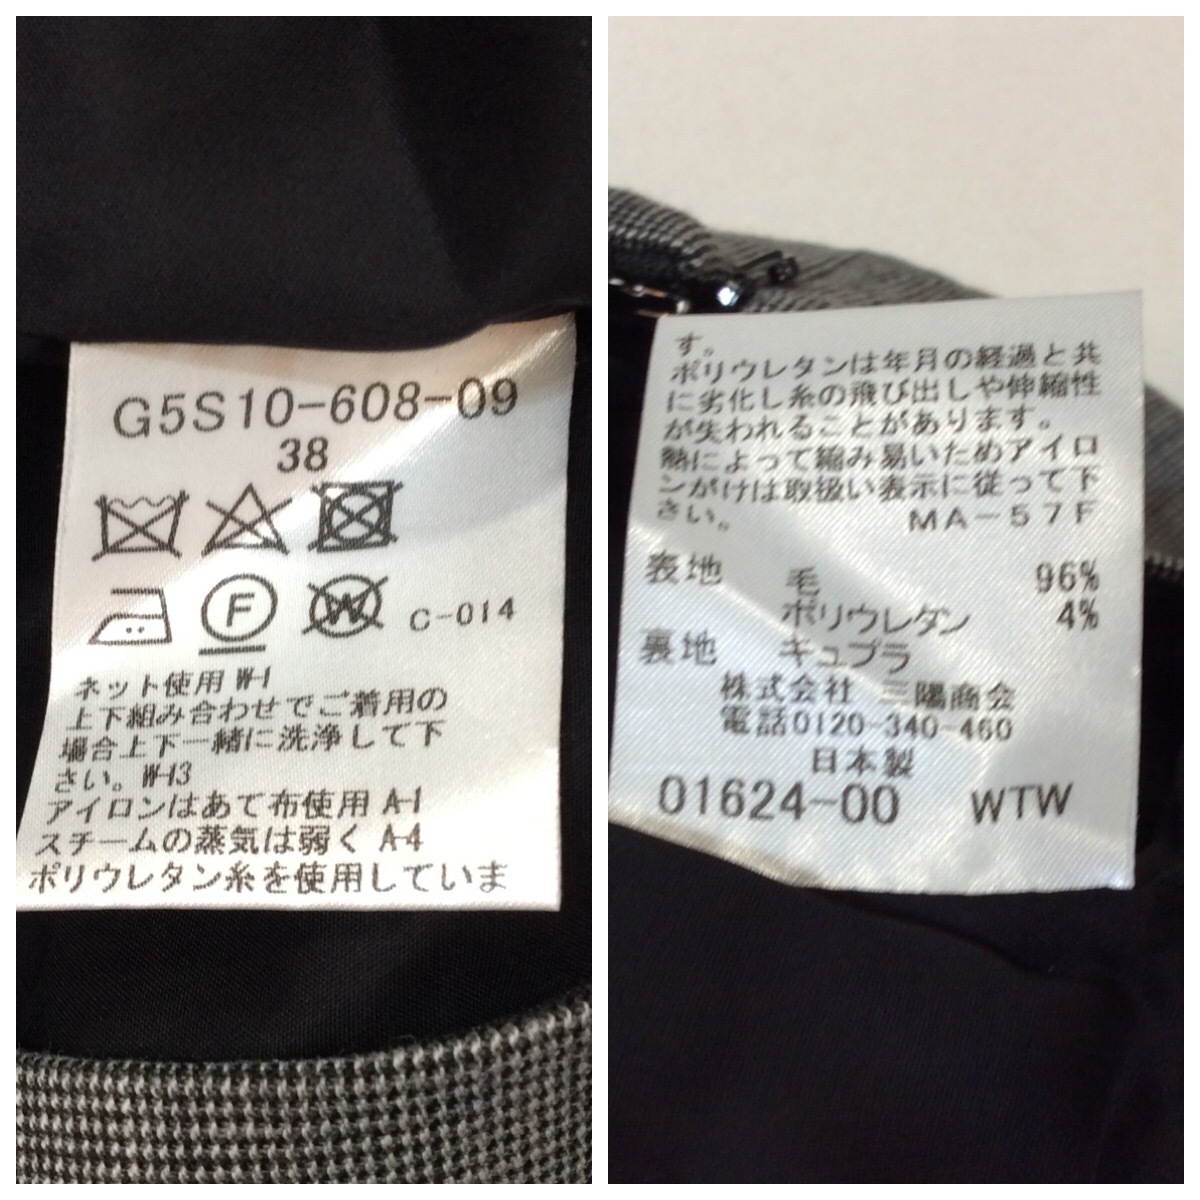 G5S10-608-09
38
F
W
C-014
ネット使用 W-1
上下組み合わせでご着用の
場合上下一緒に洗浄して下
さい。W-13
アイロンはあて布使用 A-1
スチームの蒸気は弱く A-4
ポリウレタン糸を使用していま
す。
ポリウレタンは年月の経過と共
に劣化し糸の飛び出しや伸縮性
が失われることがあります。
熱によって縮み易いためアイロ
ンがけは取扱い表示に従って下
さい。 MA-57F
表地 毛 96%
ポリウレタン 4%
裏地 キュプラ
株式会社 三陽商会
電話0120-340-460
日本製
01624-00 WTW